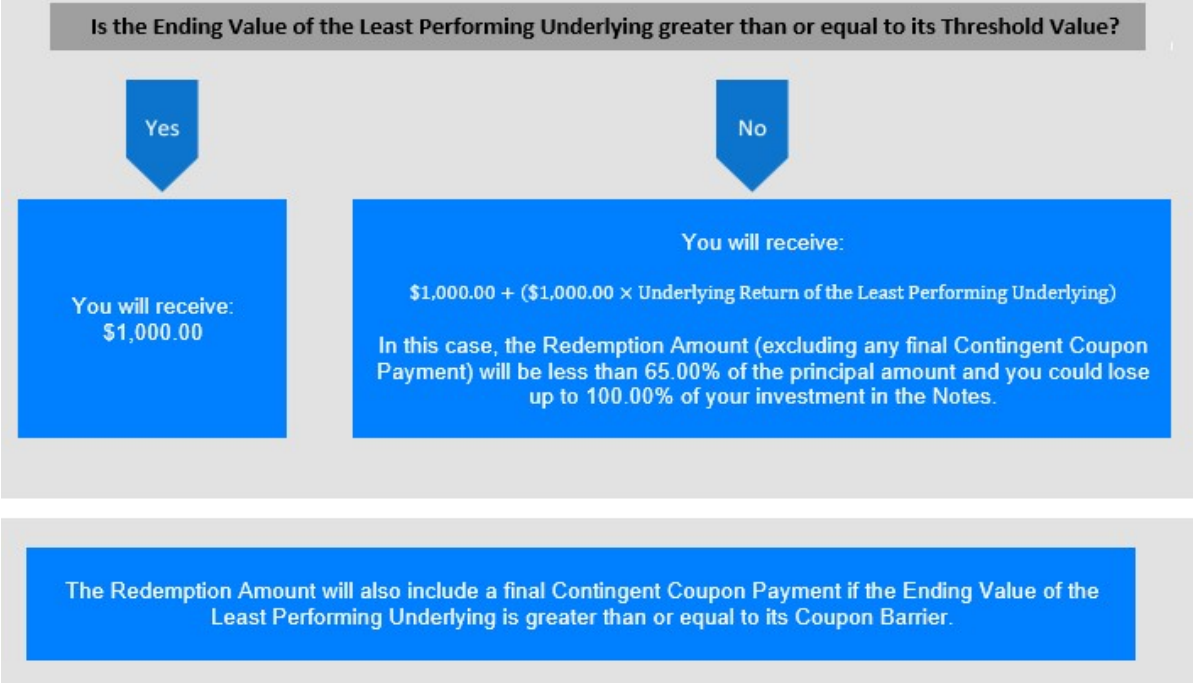 Is the Ending Value of the Least Performing Underlying greater than or equal to its Threshold Value?
Yes
No
You will receive:
$1,000.00
You will receive:
$1,000.00 + ($1,000.00 × Underlying Return of the Least Performing Underlying)
In this case, the Redemption Amount (excluding any final Contingent Coupon
Payment) will be less than 65.00% of the principal amount and you could lose
up to 100.00% of your investment in the Notes.
The Redemption Amount will also include a final Contingent Coupon Payment if the Ending Value of the
Least Performing Underlying is greater than or equal to its Coupon Barrier.